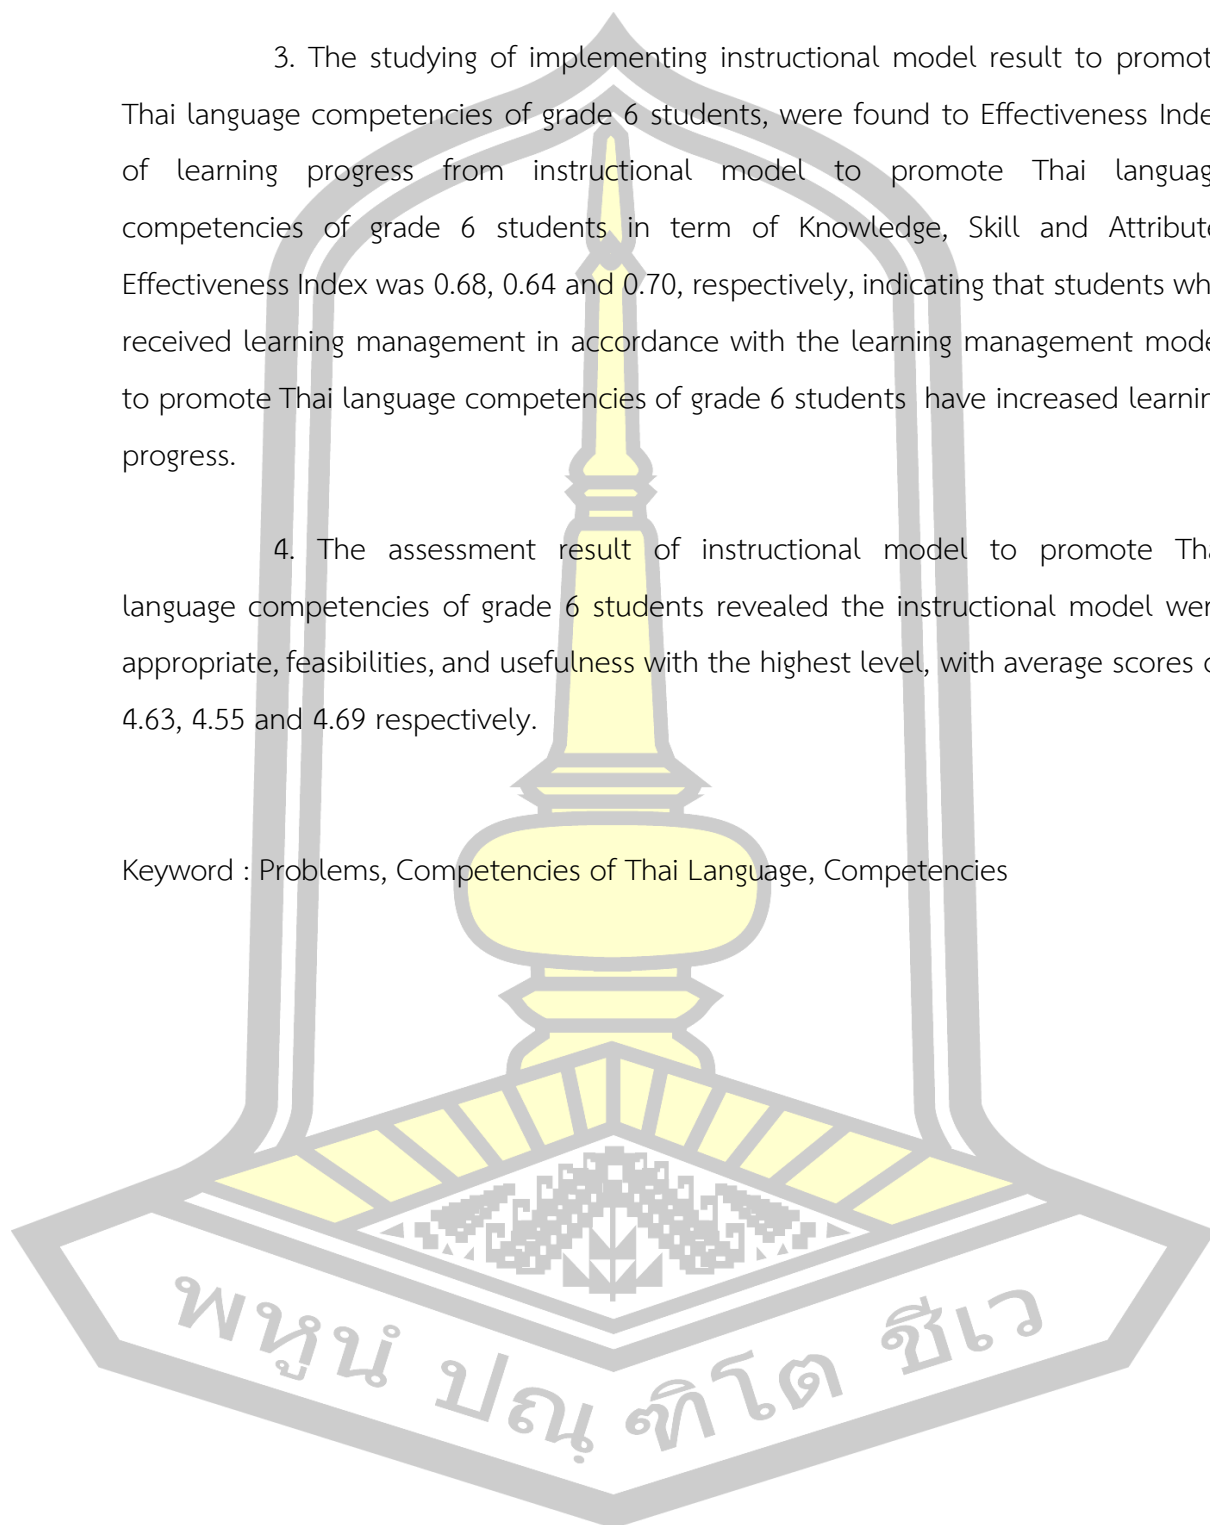 3. The studying of implementing instructional model result to promot
Thai language competencies of grade 6 students, were found to Effectiveness Inde
of learning progress from instructional model to promote Thai languag
competencies of grade 6 students in term of Knowledge, Skill and Attribute
Effectiveness Index was 0.68, 0.64 and 0.70, respectively, indicating that students wh
received learning management in accordance with the learning management mode
to promote Thai language competencies of grade 6 students have increased learnin
progress.
4. The assessment result of instructional model to promote Tha
language competencies of grade 6 students revealed the instructional model wer
appropriate, feasibilities, and usefulness with the highest level, with average scores o
4.63, 4.55 and 4.69 respectively.
Keyword : Problems, Competencies of Thai Language, Competencies
พหูนํ ปณฺฑิโต ชีเว